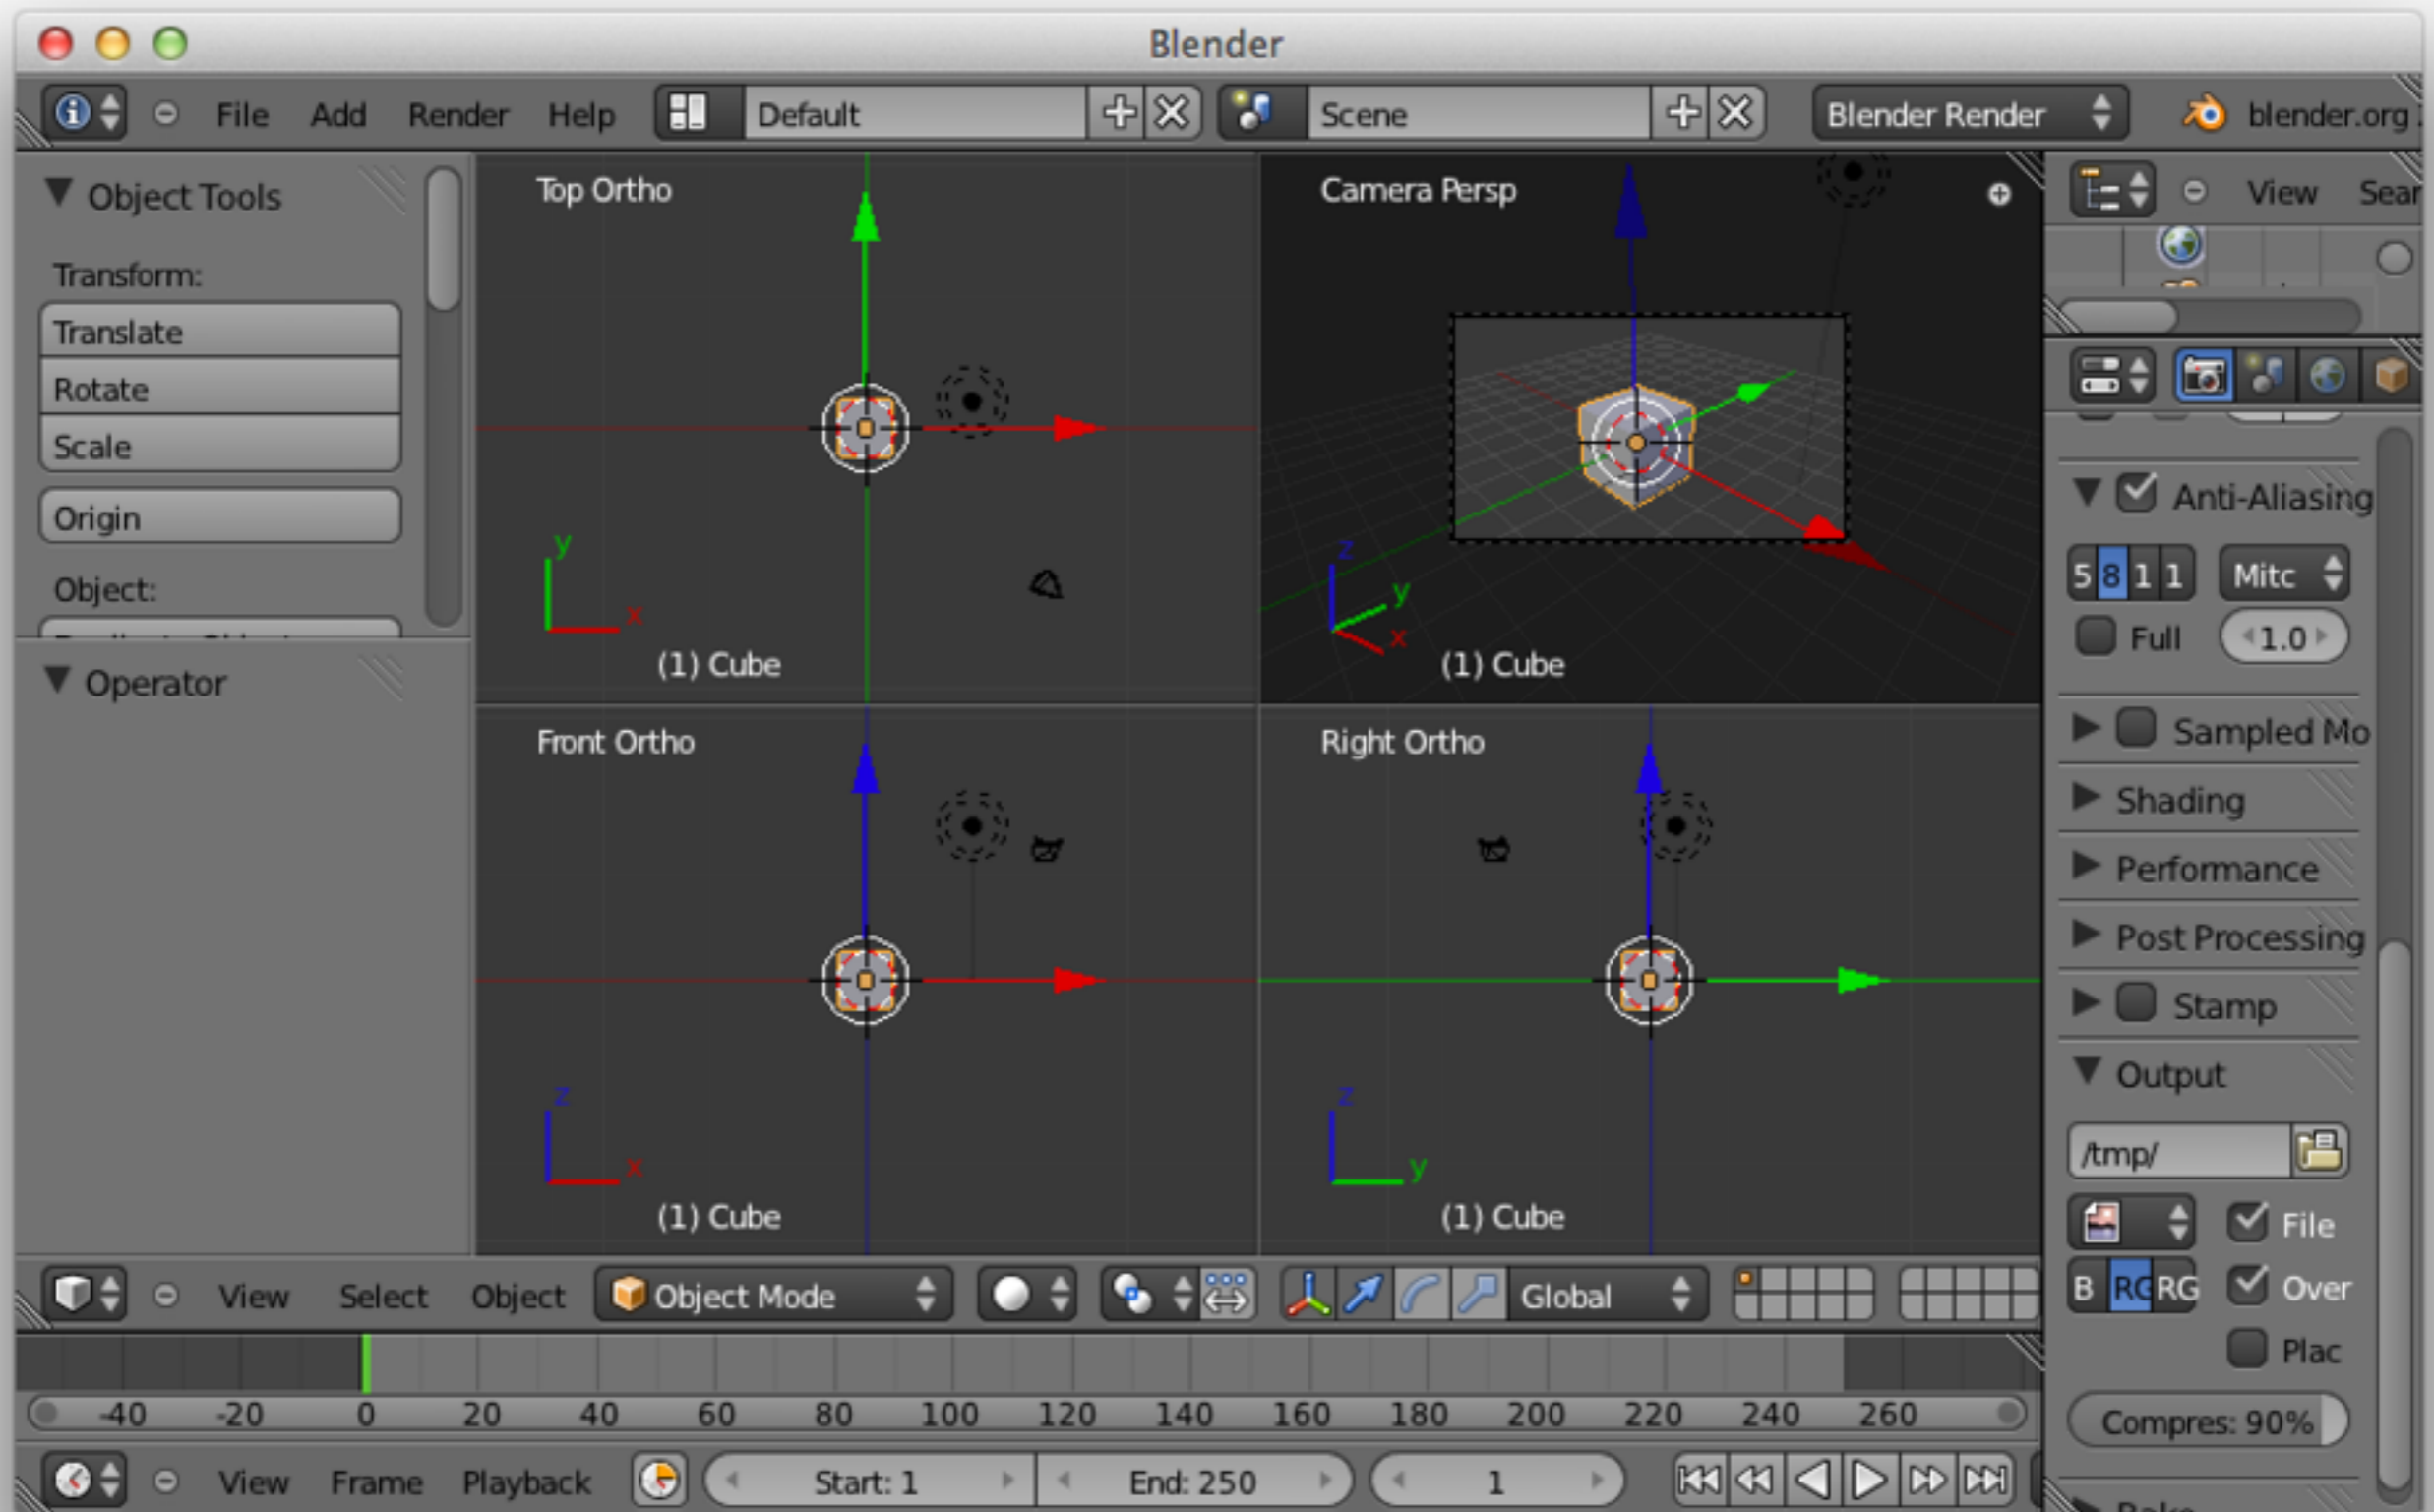 Blender
File Add Render Help Default Scene Blender Render blender.org
Object Tools
Transform:
Translate
Rotate
Scale
Origin
Object:
Operator
Top Ortho
y
x
(1) Cube
Camera Persp
z
y
x
(1) Cube
Front Ortho
z
x
(1) Cube
Right Ortho
z
y
(1) Cube
View Sear
Anti-Aliasing
5 8 1 1 Mitc
Full 1.0
Sampled Mo
Shading
Performance
Post Processing
Stamp
Output
/tmp/
File
B RG RG Over
Plac
Compres: 90%
View Select Object Object Mode Global
-40 -20 0 20 40 60 80 100 120 140 160 180 200 220 240 260
View Frame Playback Start: 1 End: 250 1